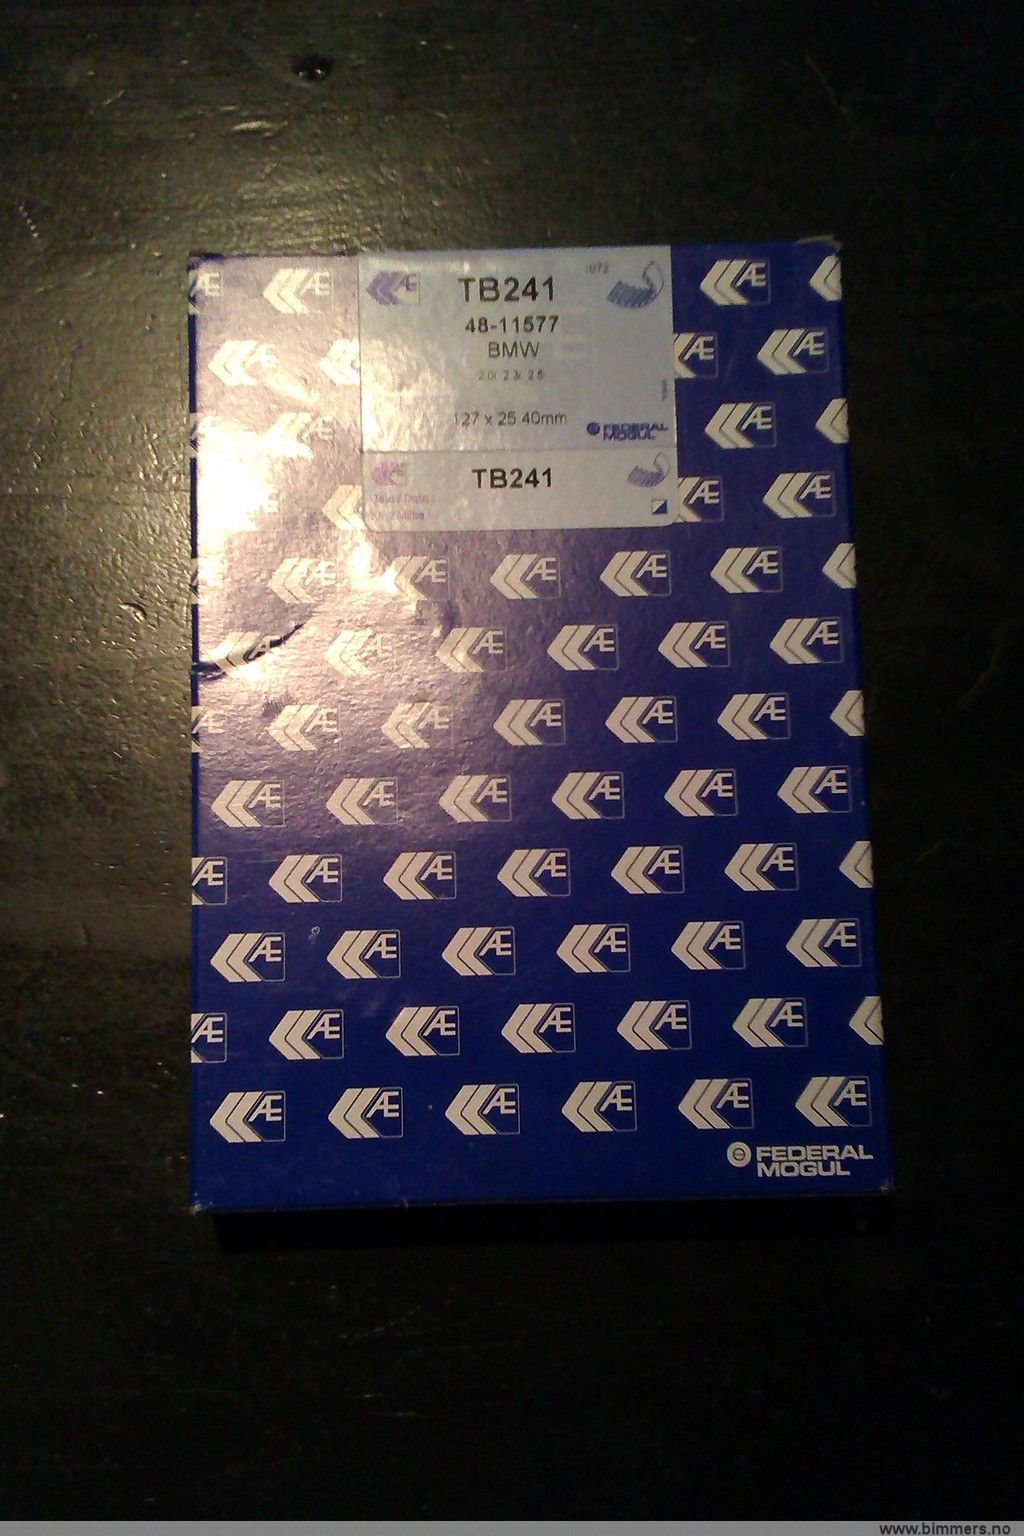 Æ
TB241
48-11577
BMW
127 x 25.40mm
FEDERAL
MOGUL
TB241
FEDERAL
MOGUL
www.bimmers.no